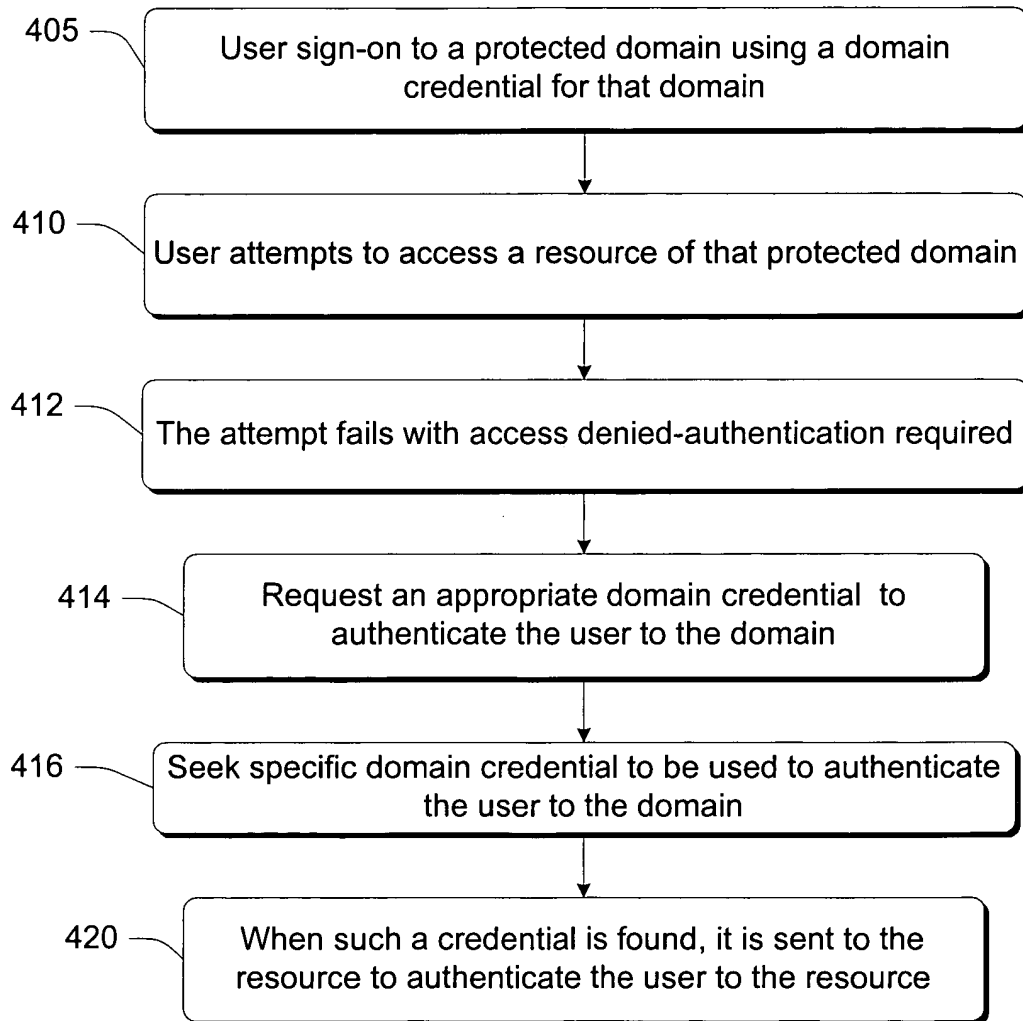 405
User sign-on to a protected domain using a domain
credential for that domain
410
User attempts to access a resource of that protected domain
412
The attempt fails with access denied-authentication required
414
Request an appropriate domain credential to
authenticate the user to the domain
416
Seek specific domain credential to be used to authenticate
the user to the domain
420
When such a credential is found, it is sent to the
resource to authenticate the user to the resource